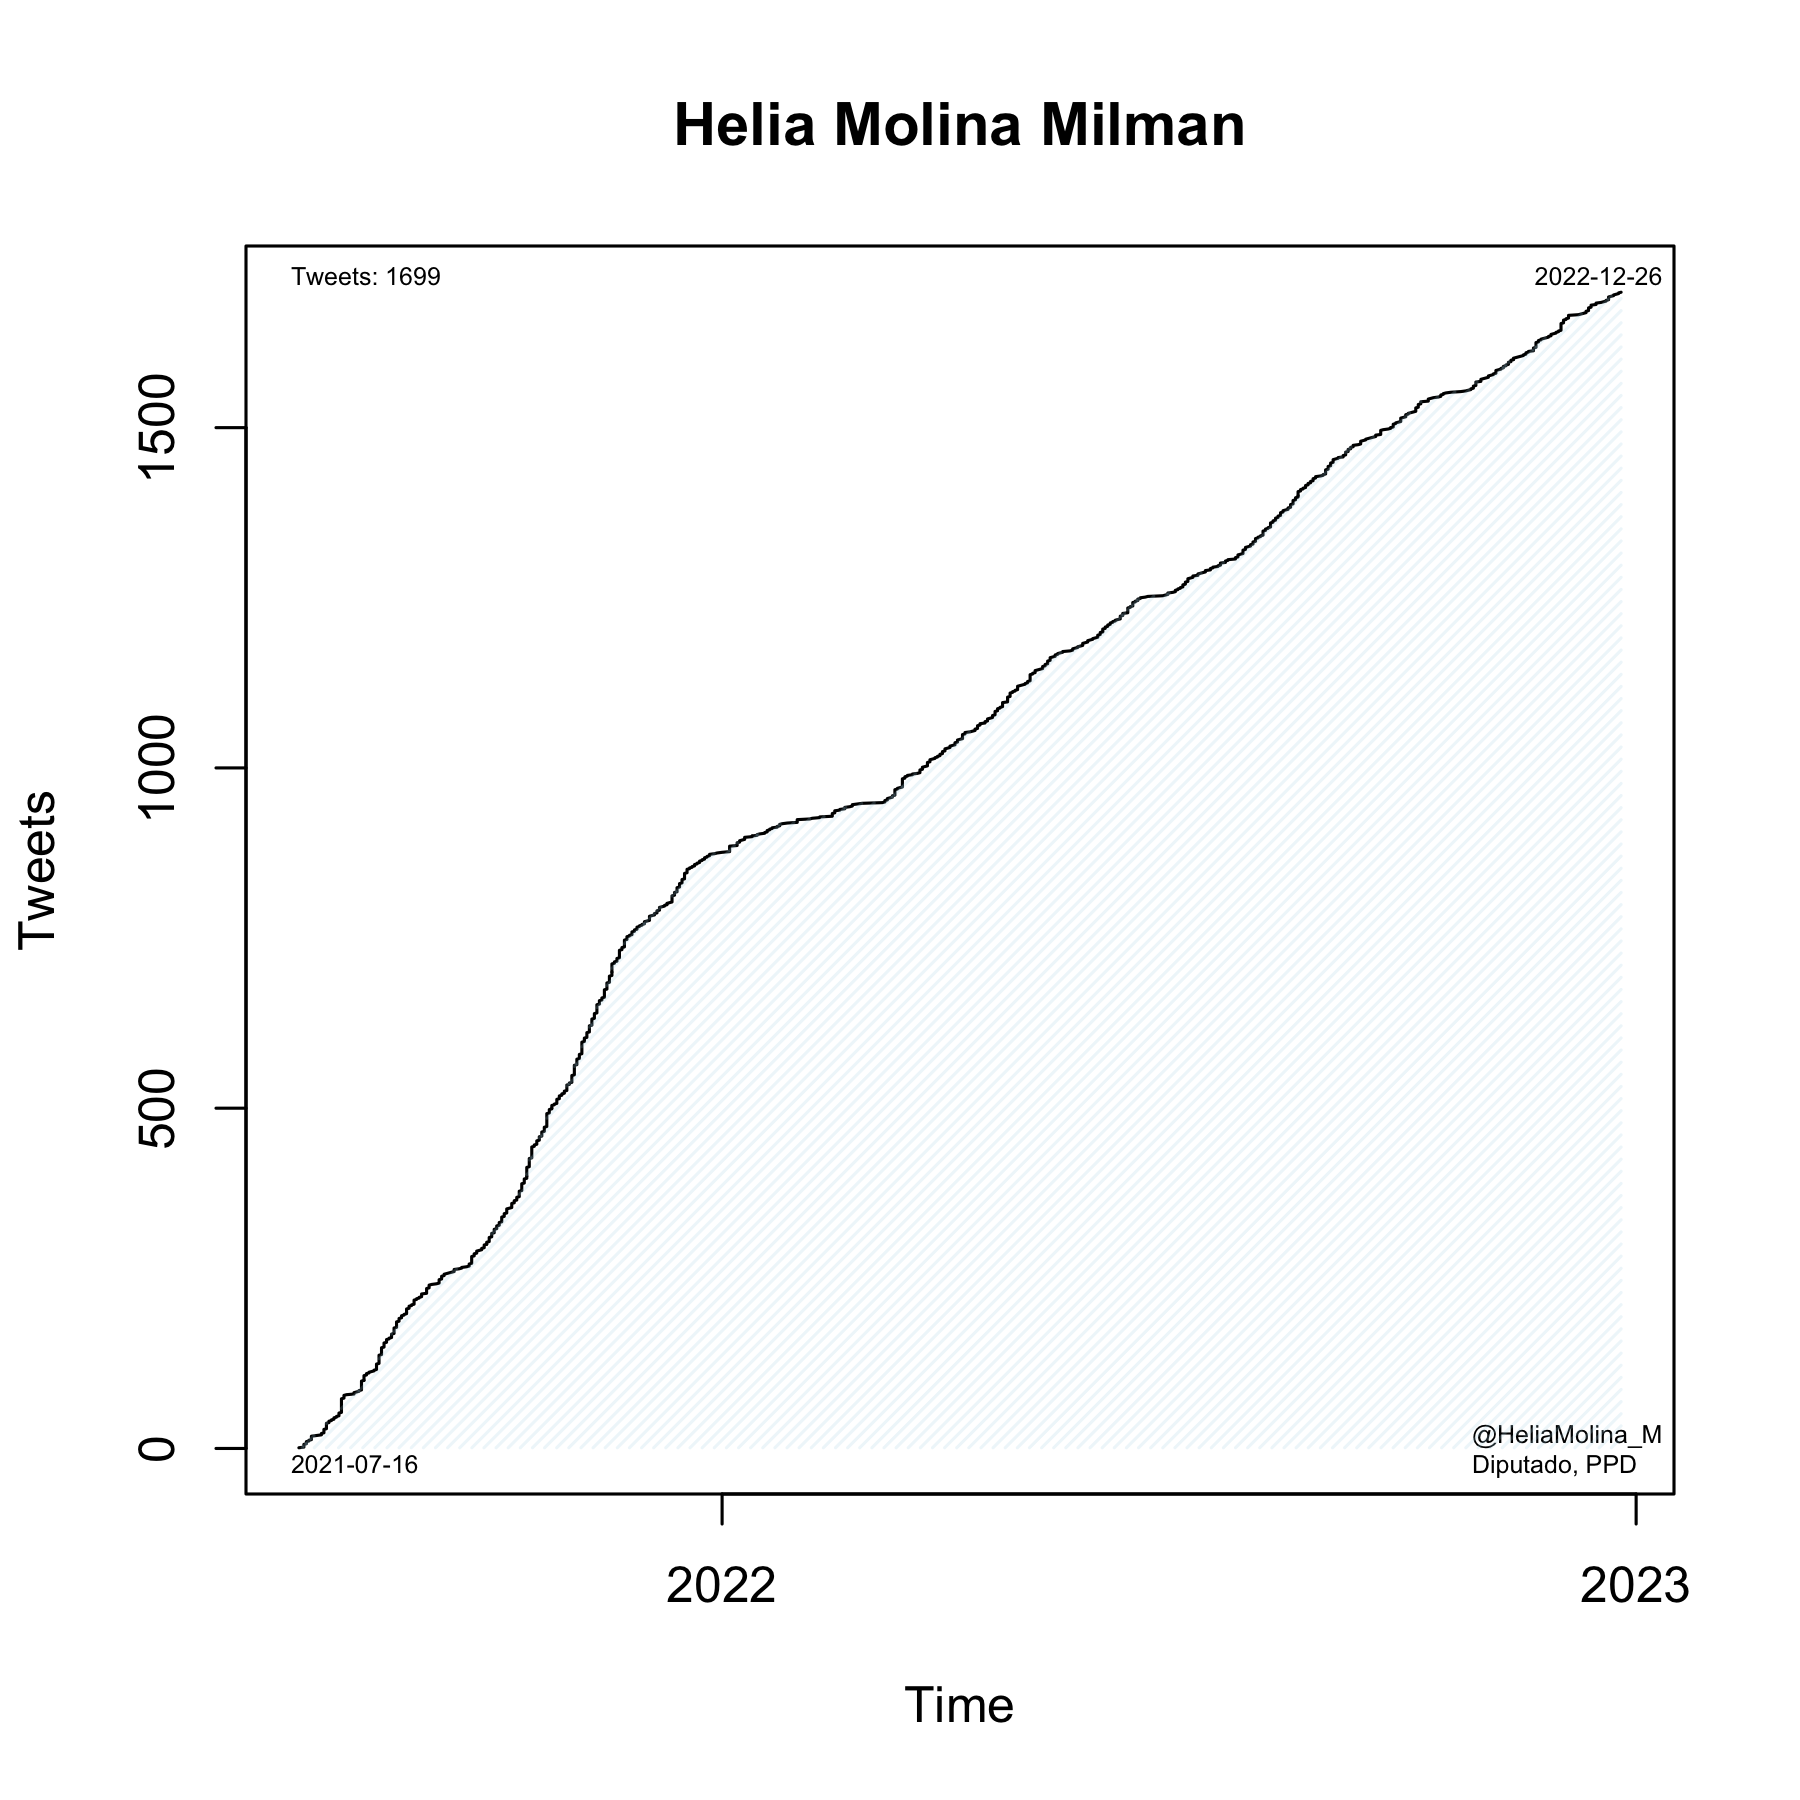 Helia Molina Milman
Tweets: 1699
2022-12-26
1500
1000
500
0
Tweets
@HeliaMolina_M
Diputado, PPD
2021-07-16
2022
2023
Time